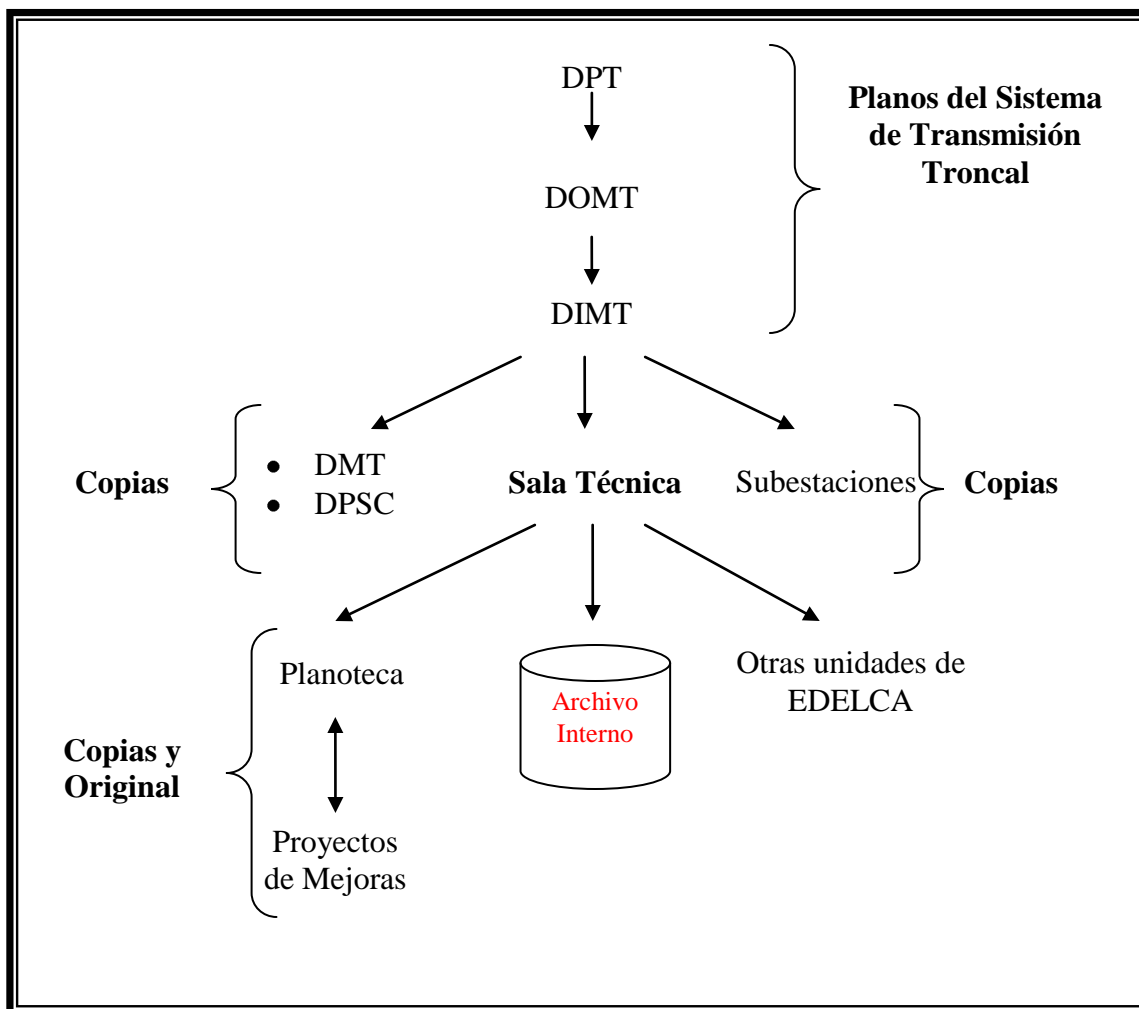 DPT
Planos del Sistema
de Transmisión
Troncal
DOMT
DIMT
Copias
• DMT
• DPSC
Sala Técnica
Subestaciones
Copias
Planoteca
Archivo
Interno
Otras unidades de
EDELCA
Copias y
Original
Proyectos
de Mejoras